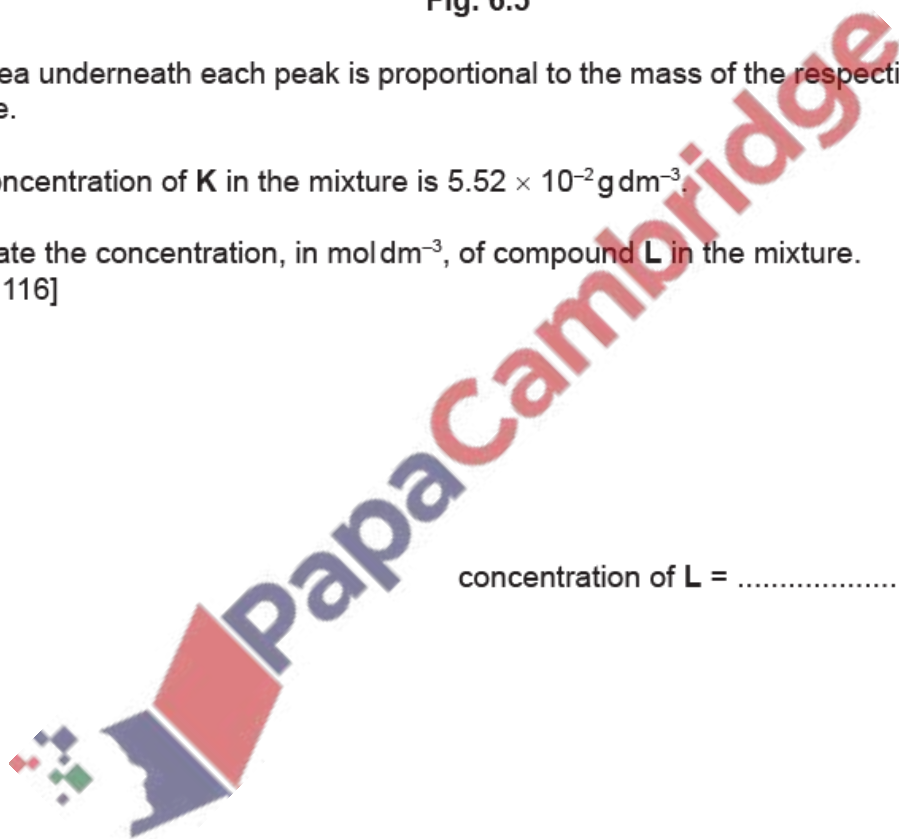 Fig. 6.5
ea underneath each peak is proportional to the mass of the respecti
e.
oncentration of K in the mixture is 5.52 × 10⁻² g dm⁻³.
ate the concentration, in mol dm⁻³, of compound L in the mixture.
116]
concentration of L = ...................
PapaCambridge